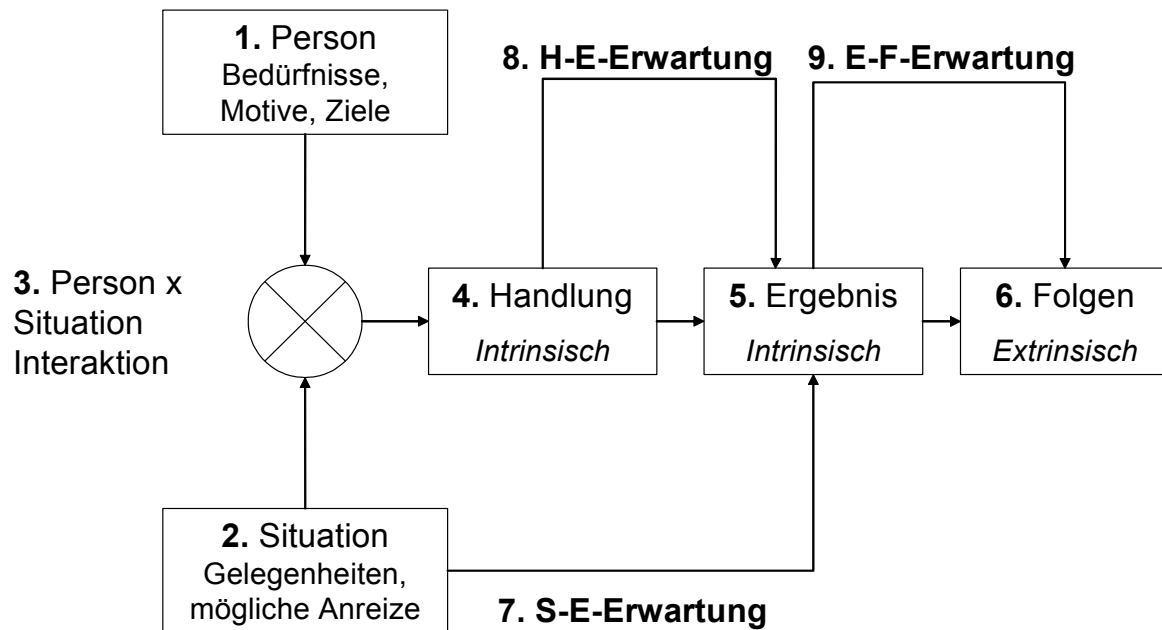 1. Person
Bedürfnisse,
Motive, Ziele
8. H-E-Erwartung
9. E-F-Erwartung
3. Person x
Situation
Interaktion
4. Handlung
Intrinsisch
5. Ergebnis
Intrinsisch
6. Folgen
Extrinsisch
2. Situation
Gelegenheiten,
mögliche Anreize
7. S-E-Erwartung